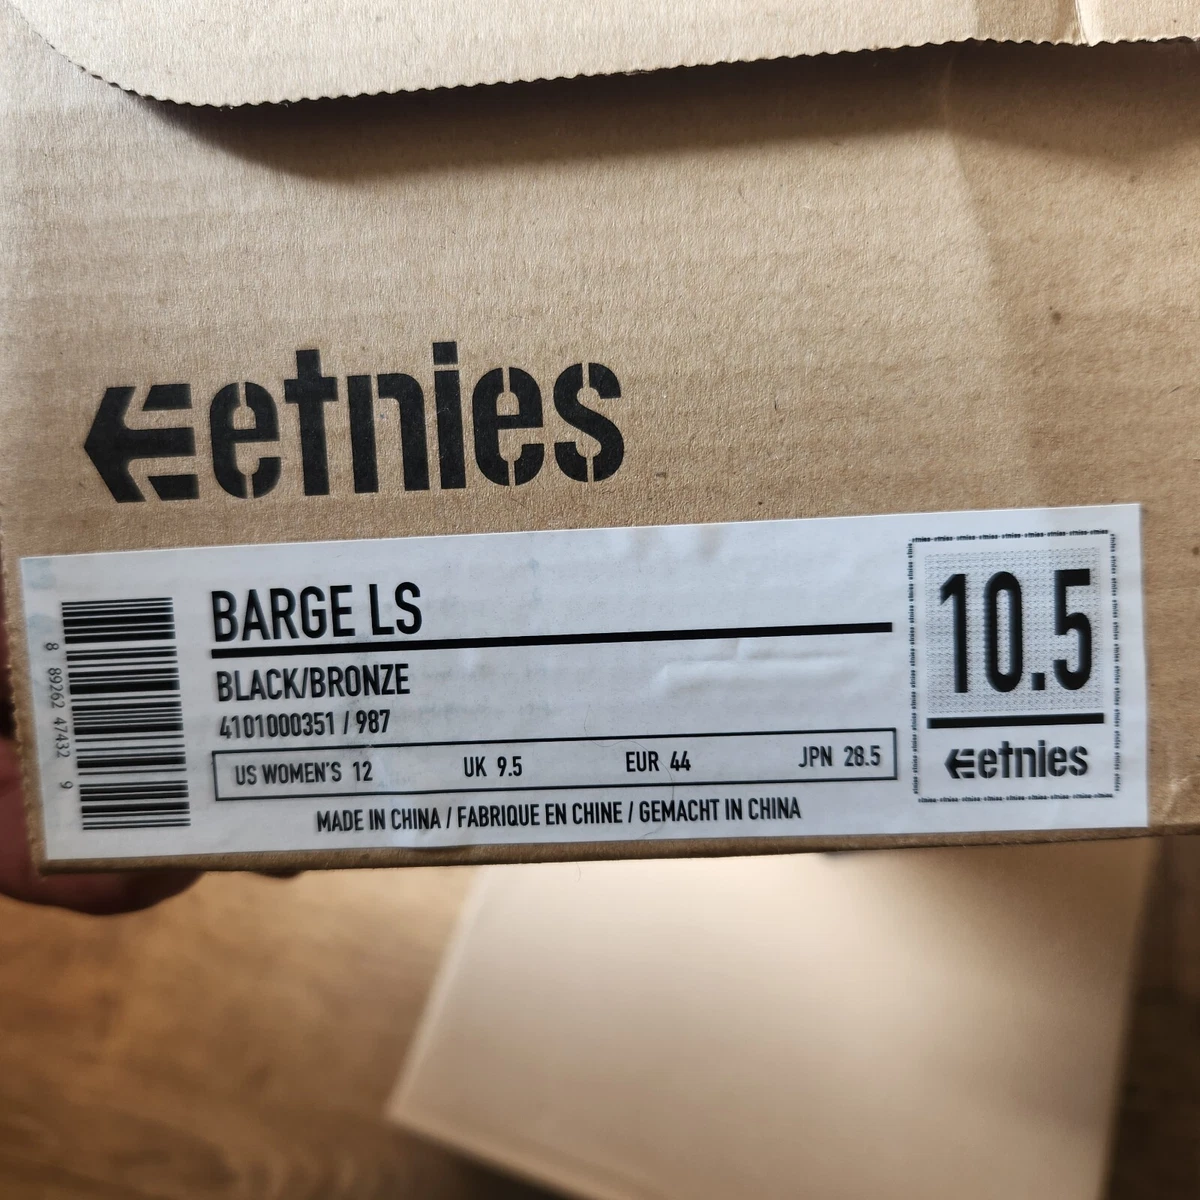 etnies
BARGE LS
BLACK/BRONZE
4101000351 / 987
US WOMEN'S 12 UK 9.5 EUR 44 JPN 28.5
MADE IN CHINA / FABRIQUE EN CHINE / GEMACHT IN CHINA
8 89262 47432 9
10.5
etnies